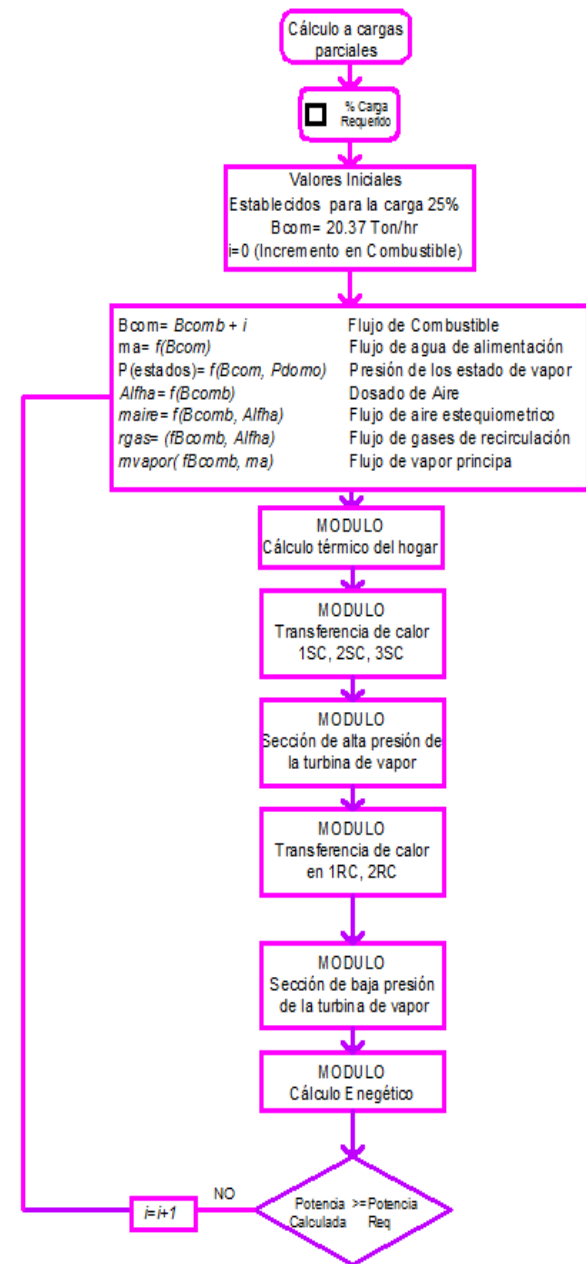 Cálculo a cargas
parciales
% Carga
Requerido
Valores Iniciales
Establecidos para la carga 25%
Bcom= 20.37 Ton/hr
i=0 (Incremento en Combustible)
Bcom= Bcomb + i Flujo de Combustible
ma= f(Bcom) Flujo de agua de alimentación
P(estados)= f(Bcom, Pdomo) Presión de los estado de vapor
Alfha= f(Bcomb) Dosado de Aire
maire= f(Bcomb, Alfha) Flujo de aire estequiometrico
rgas= (fBcomb, Alfha) Flujo de gases de recirculación
mvapor( fBcomb, ma) Flujo de vapor principa
MODULO
Cálculo térmico del hogar
MODULO
Transferencia de calor
1SC, 2SC, 3SC
MODULO
Sección de alta presión de
la turbina de vapor
MODULO
Transferencia de calor
en 1RC, 2RC
MODULO
Sección de baja presión
de la turbina de vapor
MODULO
Cálculo Enegético
NO
i=i+1
Potencia >=Potencia
Calculada Req